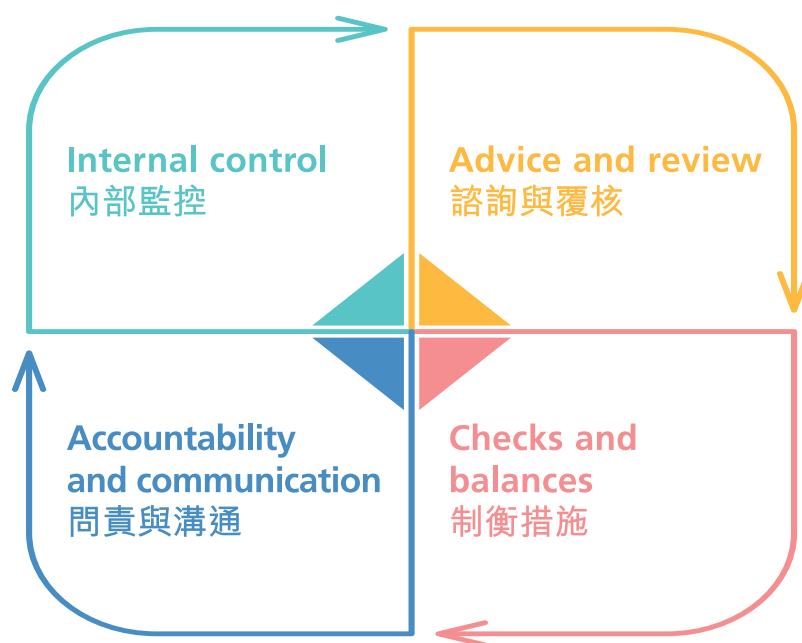 Internal control
內部監控
Advice and review
諮詢與覆核
Accountability
and communication
問責與溝通
Checks and
balances
制衡措施